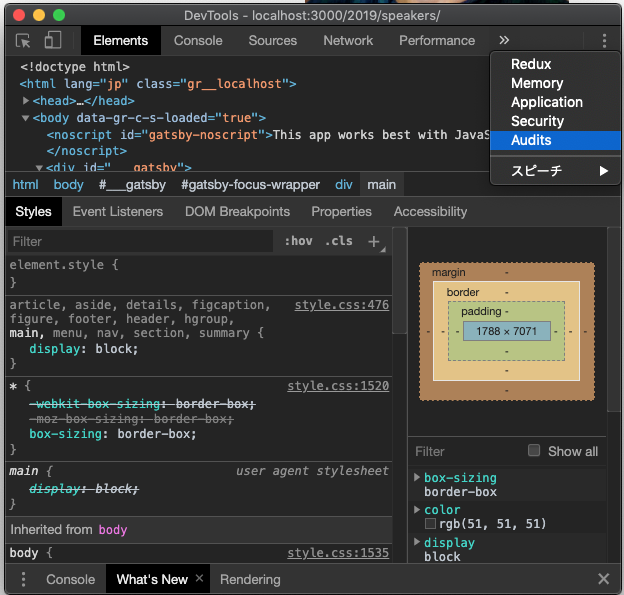 DevTools - localhost:3000/2019/speakers/
Elements Console Sources Network Performance »
Redux
Memory
Application
Security
Audits
スピーチ
<!doctype html>
<html lang="jp" class="gr__localhost">
<head>…</head>
<body data-gr-c-s-loaded="true">
<noscript id="gatsby-noscript">This app works best with JavaS
</noscript>
<div id="___gatsby">
html body #___gatsby #gatsby-focus-wrapper div main
Styles Event Listeners DOM Breakpoints Properties Accessibility
Filter :hov .cls +
element.style {
}
article, aside, details, figcaption, style.css:476
figure, footer, header, hgroup,
main, menu, nav, section, summary {
display: block;
}
* { style.css:1520
-webkit-box-sizing: border-box;
-moz-box-sizing: border-box;
box-sizing: border-box;
}
main { user agent stylesheet
display: block;
}
Inherited from body
body { style.css:1535
margin -
border -
padding -
- - - 1788 × 7071 - - -
-
-
-
Filter Show all
box-sizing
border-box
color
rgb(51, 51, 51)
display
block
Console What's New × Rendering ×